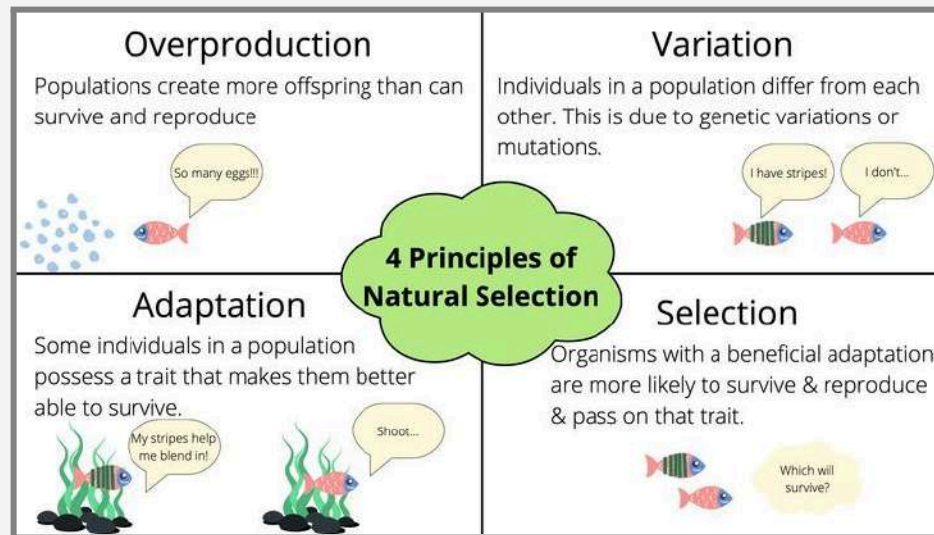 Overproduction
Populations create more offspring than can
survive and reproduce
So many eggs!!!
Variation
Individuals in a population differ from each
other. This is due to genetic variations or
mutations.
I have stripes!
I don't...
4 Principles of
Natural Selection
Adaptation
Some individuals in a population
possess a trait that makes them better
able to survive.
My stripes help
me blend in!
Shoot...
Selection
Organisms with a beneficial adaptation
are more likely to survive & reproduce
& pass on that trait.
Which will
survive?